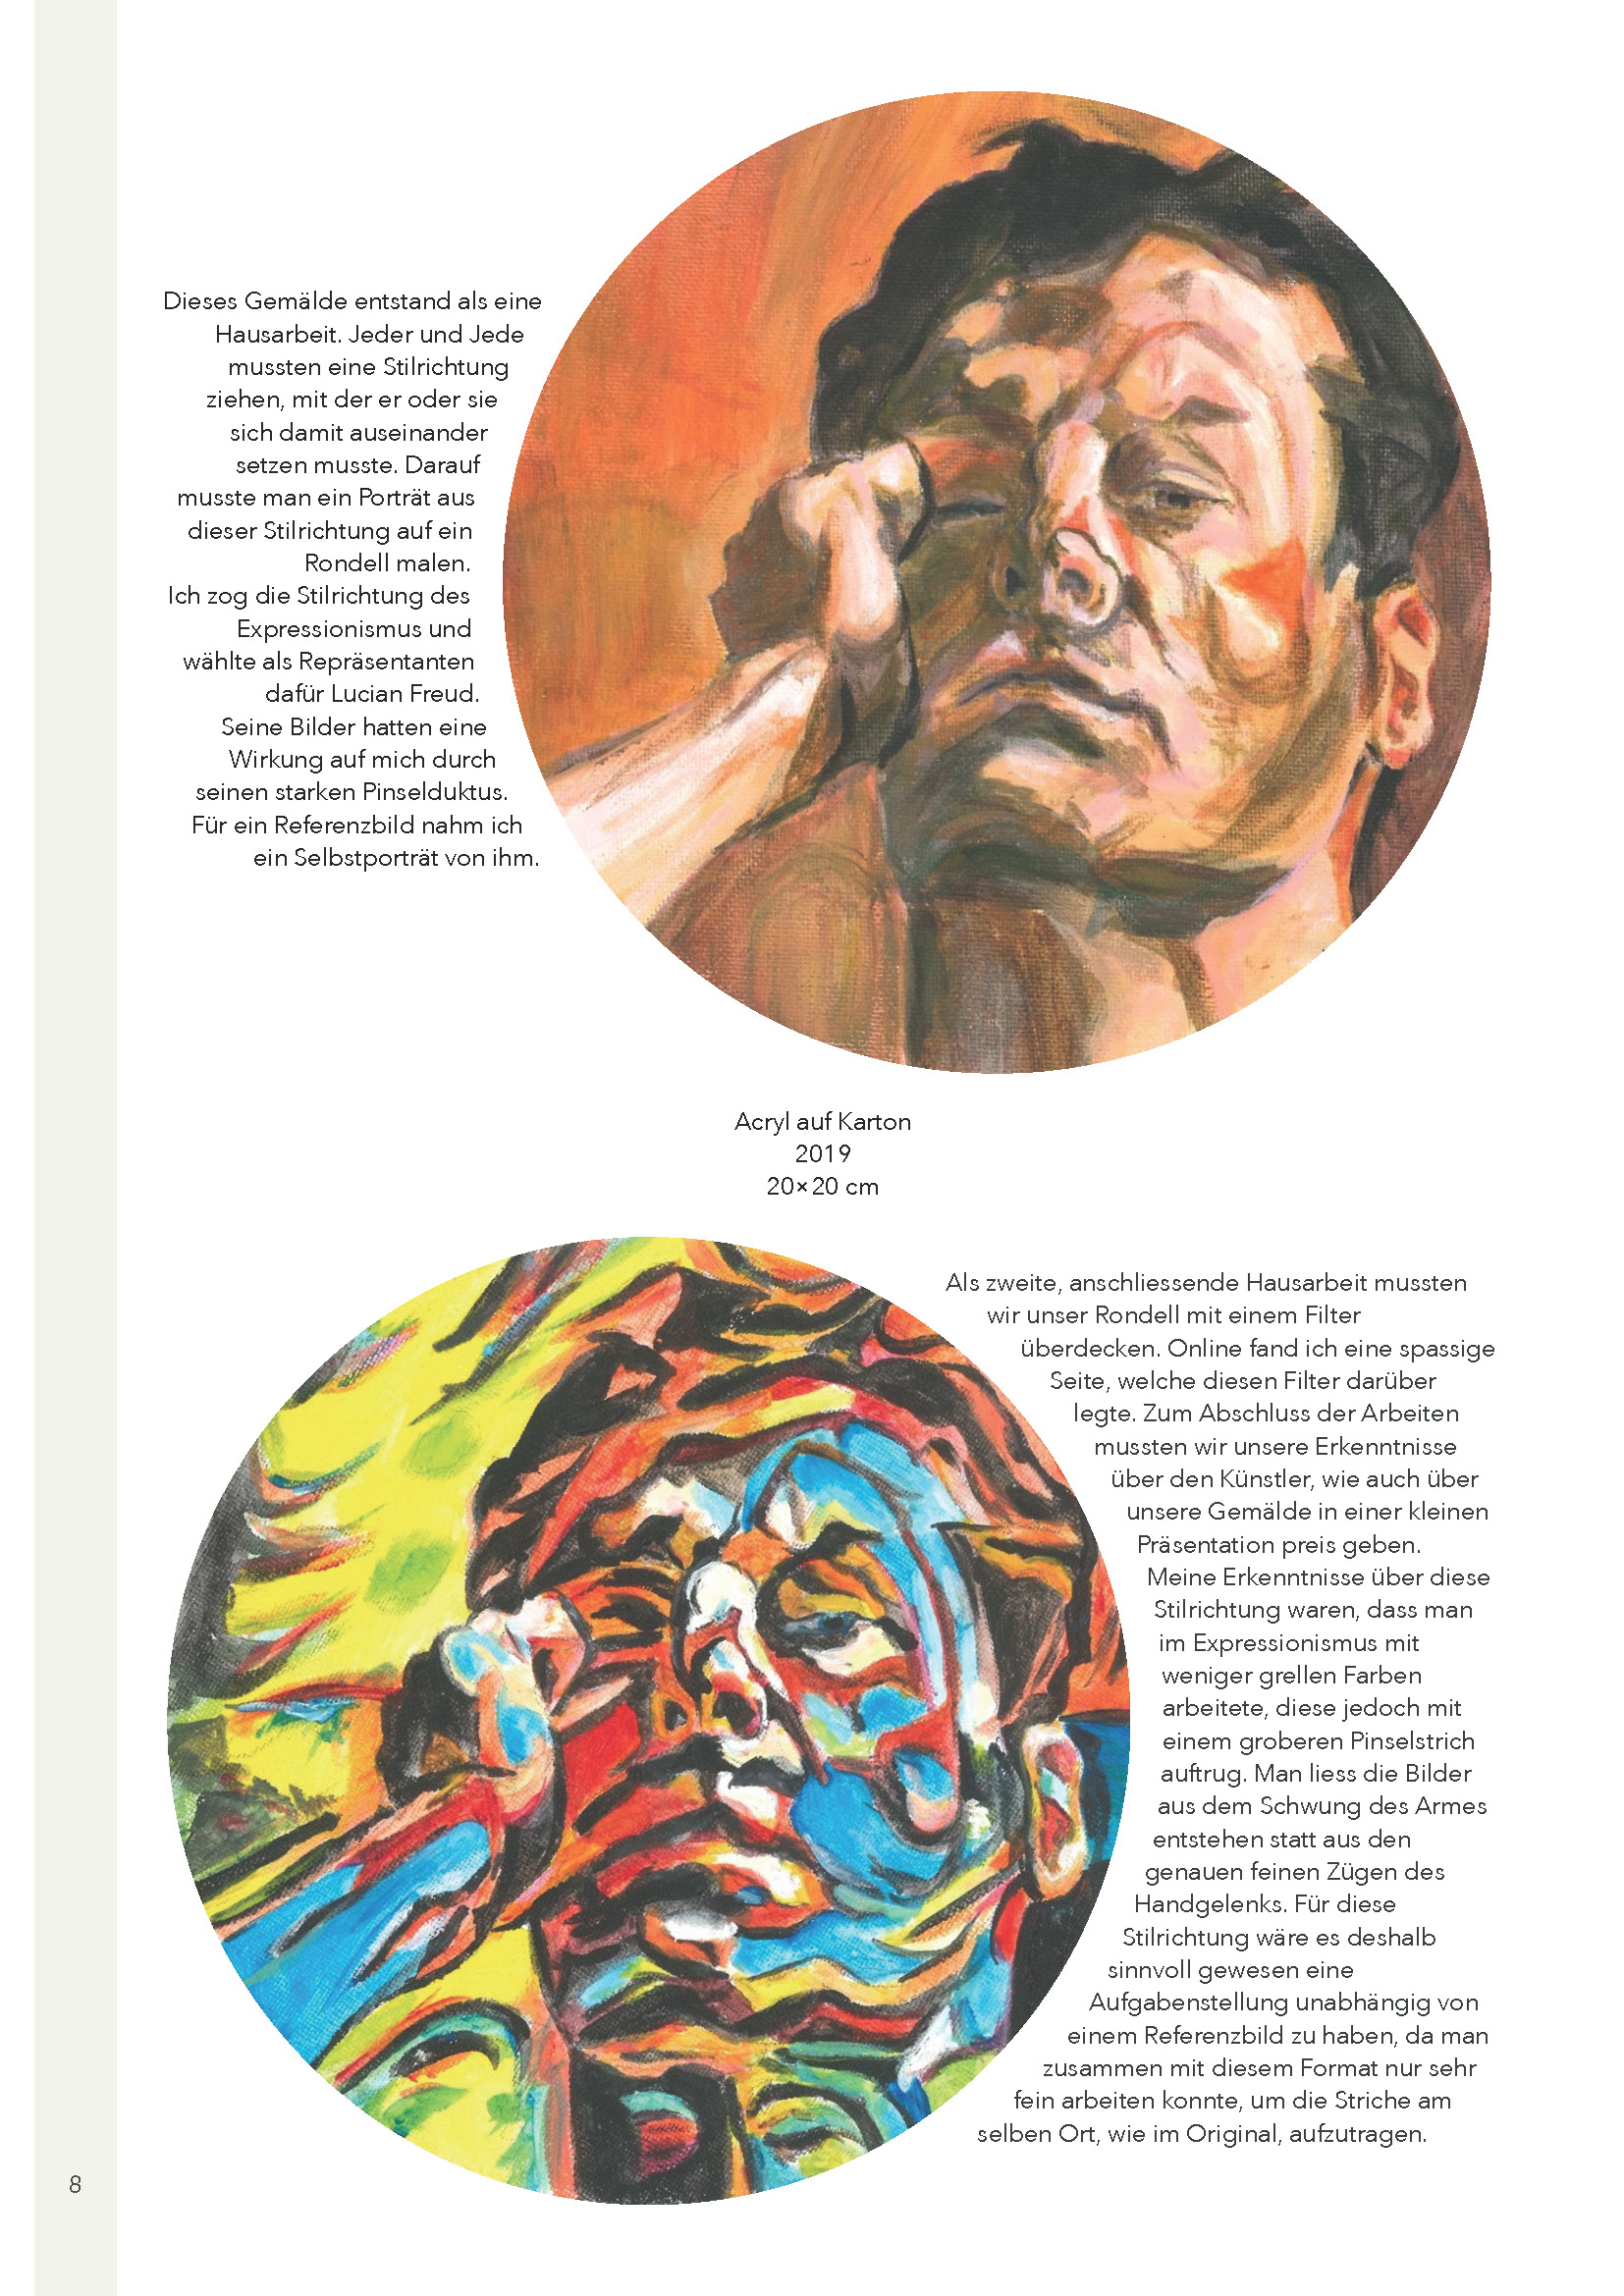 Dieses Gemälde entstand als eine
Hausarbeit. Jeder und Jede
mussten eine Stilrichtung
ziehen, mit der er oder sie
sich damit auseinander
setzen musste. Darauf
musste man ein Porträt aus
dieser Stilrichtung auf ein
Rondell malen.
Ich zog die Stilrichtung des
Expressionismus und
wählte als Repräsentanten
dafür Lucian Freud.
Seine Bilder hatten eine
Wirkung auf mich durch
seinen starken Pinselduktus.
Für ein Referenzbild nahm ich
ein Selbstporträt von ihm.
Acryl auf Karton
2019
20×20 cm
Als zweite, anschliessende Hausarbeit mussten
wir unser Rondell mit einem Filter
überdecken. Online fand ich eine spassige
Seite, welche diesen Filter darüber
legte. Zum Abschluss der Arbeiten
mussten wir unsere Erkenntnisse
über den Künstler, wie auch über
unsere Gemälde in einer kleinen
Präsentation preis geben.
Meine Erkenntnisse über diese
Stilrichtung waren, dass man
im Expressionismus mit
weniger grellen Farben
arbeitete, diese jedoch mit
einem groberen Pinselstrich
auftrug. Man liess die Bilder
aus dem Schwung des Armes
entstehen statt aus den
genauen feinen Zügen des
Handgelenks. Für diese
Stilrichtung wäre es deshalb
sinnvoll gewesen eine
Aufgabenstellung unabhängig von
einem Referenzbild zu haben, da man
zusammen mit diesem Format nur sehr
fein arbeiten konnte, um die Striche am
selben Ort, wie im Original, aufzutragen.
8